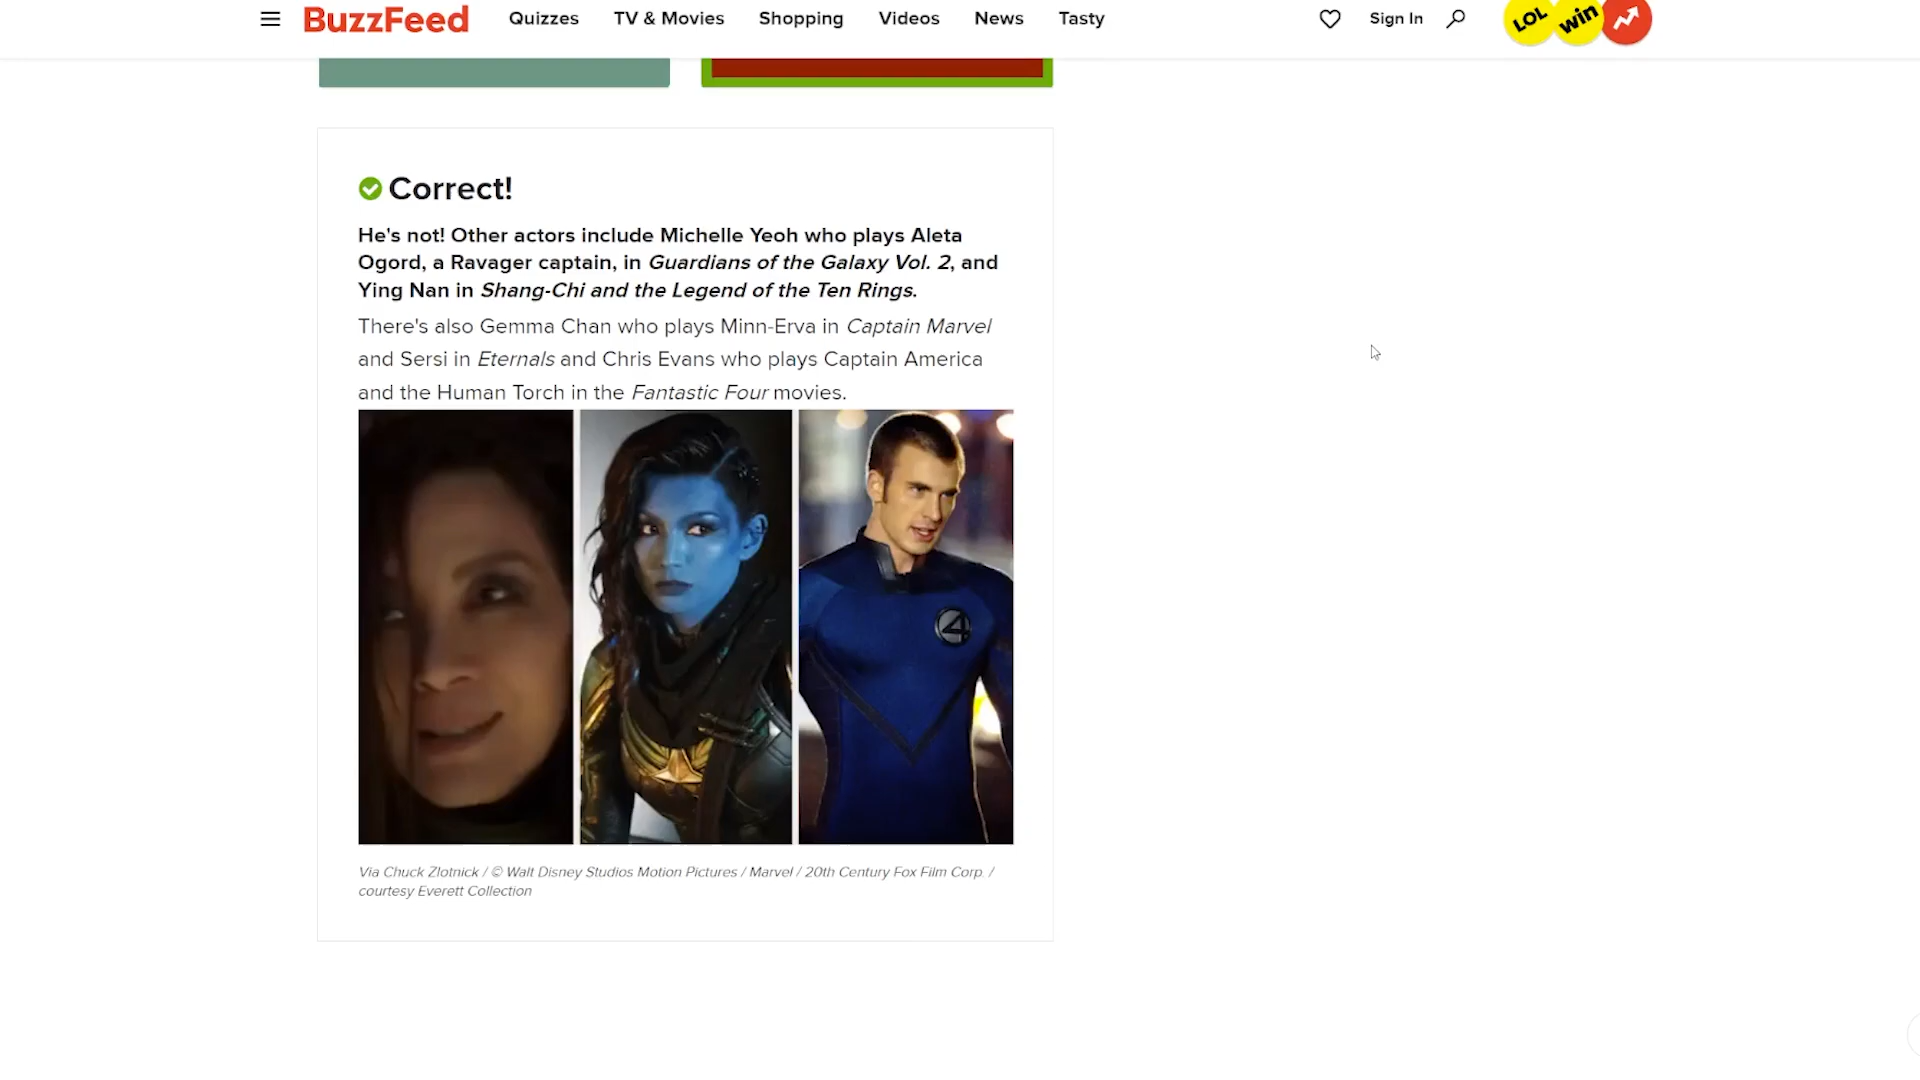 BuzzFeed Quizzes TV & Movies Shopping Videos News Tasty Sign In LOL win
Correct!
He's not! Other actors include Michelle Yeoh who plays Aleta
Ogord, a Ravager captain, in Guardians of the Galaxy Vol. 2, and
Ying Nan in Shang-Chi and the Legend of the Ten Rings.
There's also Gemma Chan who plays Minn-Erva in Captain Marvel
and Sersi in Eternals and Chris Evans who plays Captain America
and the Human Torch in the Fantastic Four movies.
4
Via Chuck Zlotnick / © Walt Disney Studios Motion Pictures / Marvel / 20th Century Fox Film Corp. /
courtesy Everett Collection